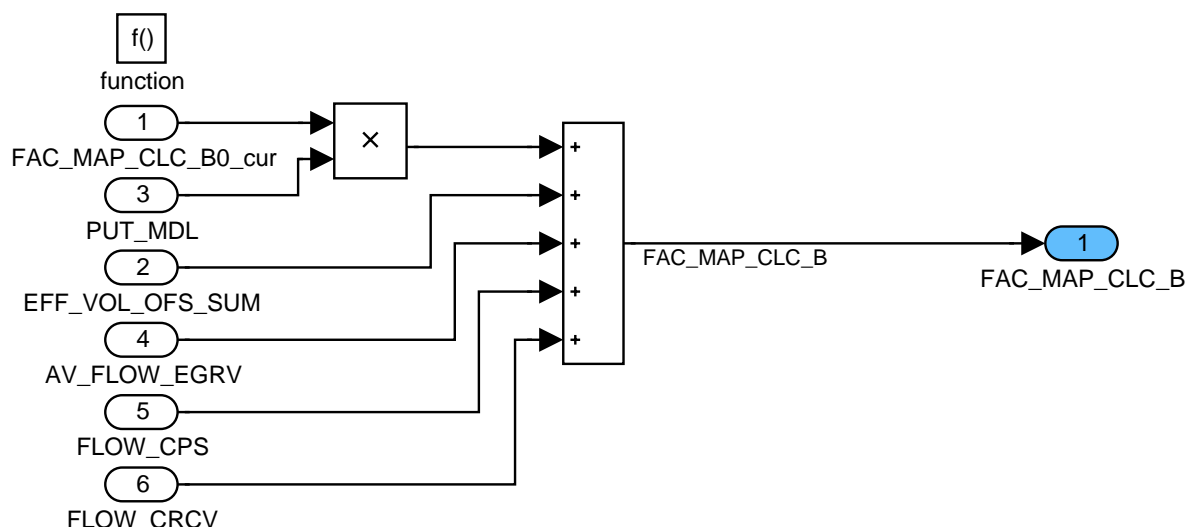 f()
function
1
FAC_MAP_CLC_B0_cur
×
3
PUT_MDL
2
EFF_VOL_OFS_SUM
4
AV_FLOW_EGRV
5
FLOW_CPS
6
FLOW_CRCV
+
+
+
+
+
FAC_MAP_CLC_B
1
FAC_MAP_CLC_B